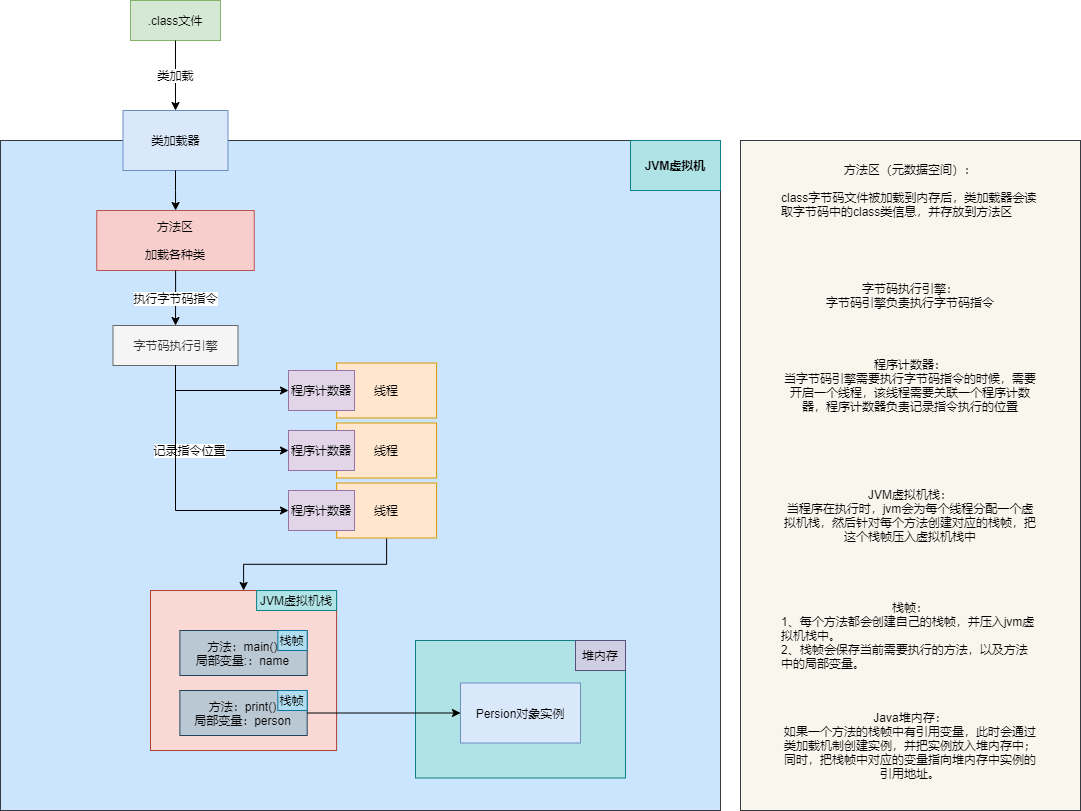 .class文件
类加载
类加载器
JVM虚拟机
方法区
加载各种类
执行字节码指令
字节码执行引擎
程序计数器
线程
记录指令位置
程序计数器
线程
程序计数器
线程
JVM虚拟机栈
栈帧
方法：main()
局部变量：：name
栈帧
方法：print()
局部变量：person
堆内存
Persion对象实例
方法区（元数据空间）：
class字节码文件被加载到内存后，类加载器会读
取字节码中的class类信息，并存放到方法区
字节码执行引擎：
字节码引擎负责执行字节码指令
程序计数器：
当字节码引擎需要执行字节码指令的时候，需要
开启一个线程，该线程需要关联一个程序计数
器，程序计数器负责记录指令执行的位置
JVM虚拟机栈：
当程序在执行时，jvm会为每个线程分配一个虚
拟机栈，然后针对每个方法创建对应的栈帧，把
这个栈帧压入虚拟机栈中
栈帧：
1、每个方法都会创建自己的栈帧，并压入jvm虚
拟机栈中。
2、栈帧会保存当前需要执行的方法，以及方法
中的局部变量。
Java堆内存：
如果一个方法的栈帧中有引用变量，此时会通过
类加载机制创建实例，并把实例放入堆内存中；
同时，把栈帧中对应的变量指向堆内存中实例的
引用地址。